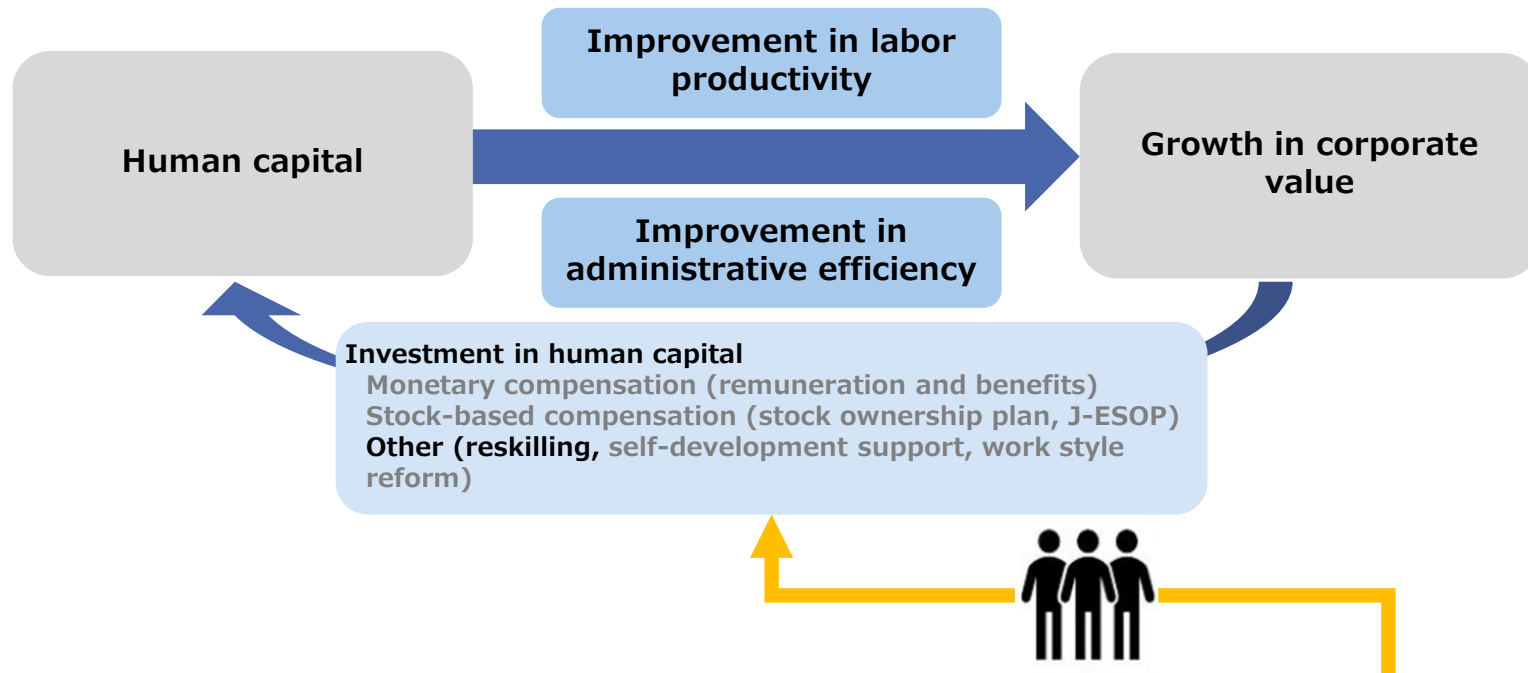 Improvement in labor
productivity
Human capital
Growth in corporate
value
Improvement in
administrative efficiency
Investment in human capital
Monetary compensation (remuneration and benefits)
Stock-based compensation (stock ownership plan, J-ESOP)
Other (reskilling, self-development support, work style
reform)